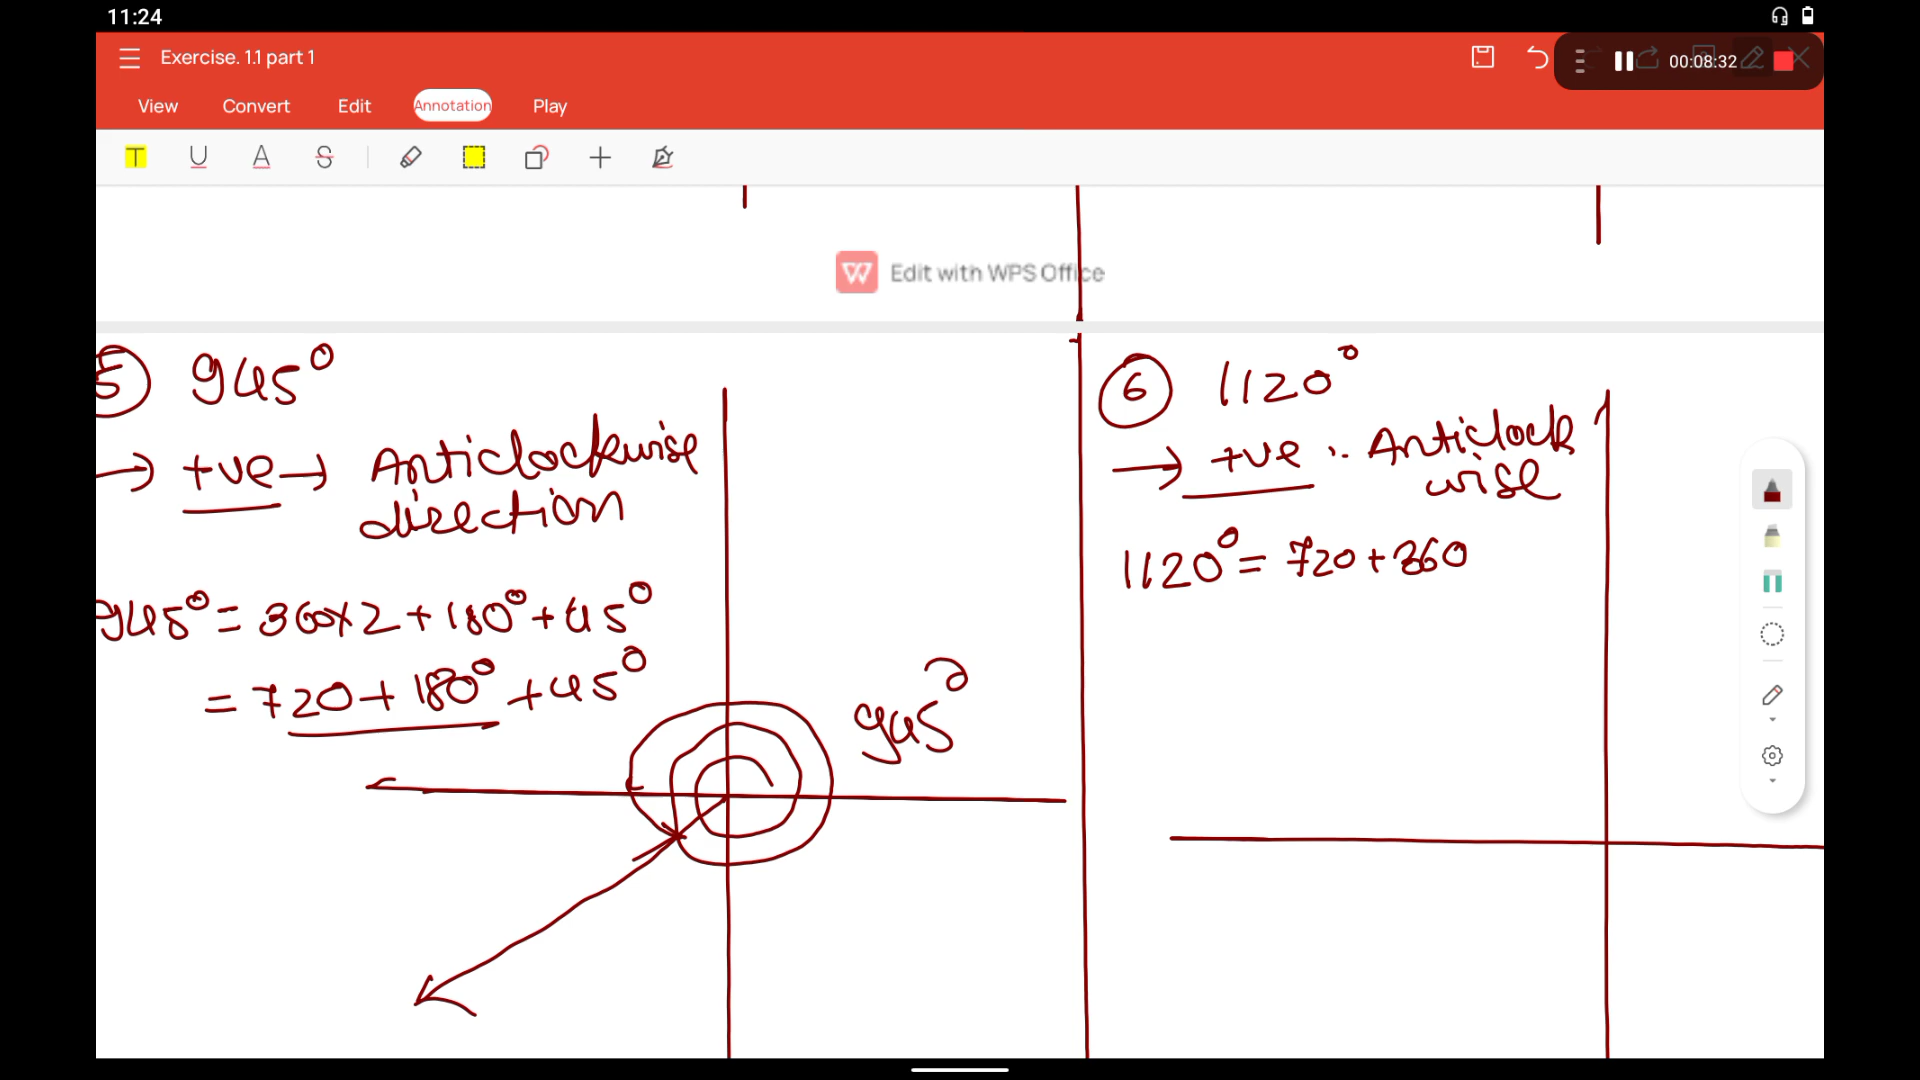 11:24
Exercise. 1.1 part 1
00:08:32
View Convert Edit Annotation Play
T U A S
Edit with WPS Office
5 945°
→ +ve → Anticlockwise
direction
945° = 360×2 + 180° + 45°
= 720 + 180° + 45°
945°
6 1120°
→ +ve ∴ Anticlock
wise
1120° = 720 + 360